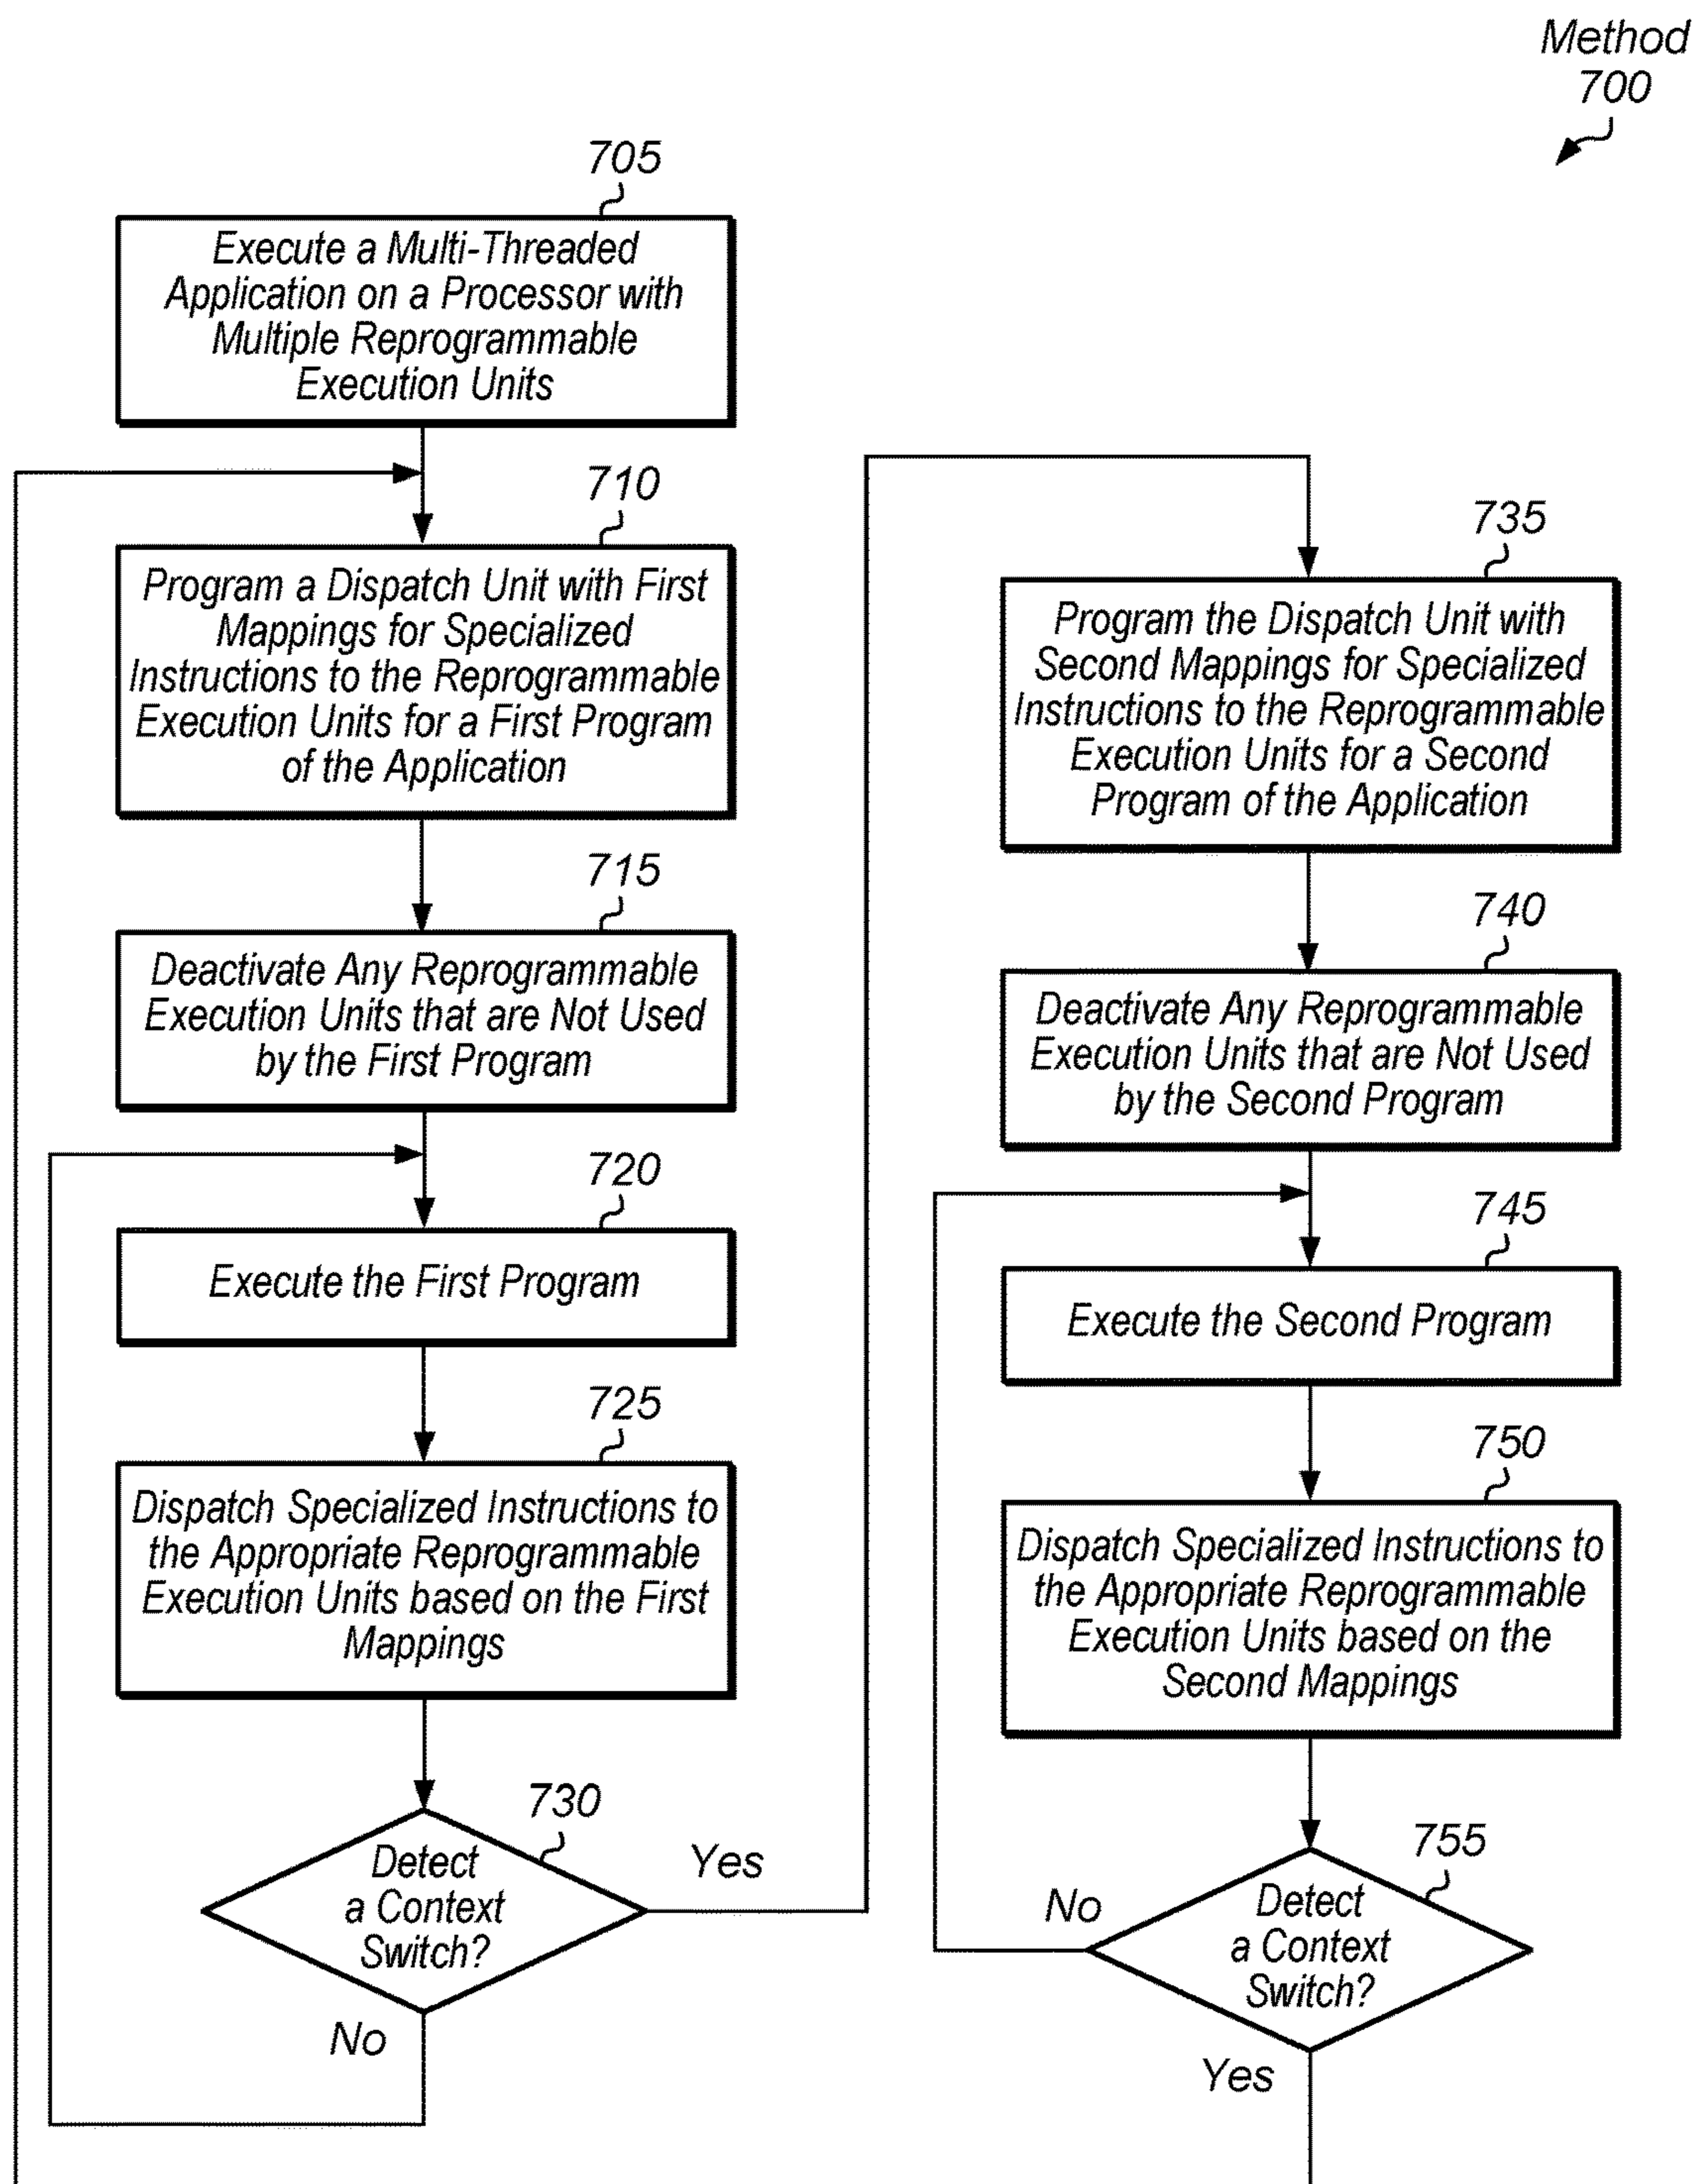 Method
700
705
Execute a Multi-Threaded
Application on a Processor with
Multiple Reprogrammable
Execution Units
710
Program a Dispatch Unit with First
Mappings for Specialized
Instructions to the Reprogrammable
Execution Units for a First Program
of the Application
715
Deactivate Any Reprogrammable
Execution Units that are Not Used
by the First Program
720
Execute the First Program
725
Dispatch Specialized Instructions to
the Appropriate Reprogrammable
Execution Units based on the First
Mappings
730
Detect
a Context
Switch?
Yes
No
735
Program the Dispatch Unit with
Second Mappings for Specialized
Instructions to the Reprogrammable
Execution Units for a Second
Program of the Application
740
Deactivate Any Reprogrammable
Execution Units that are Not Used
by the Second Program
745
Execute the Second Program
750
Dispatch Specialized Instructions to
the Appropriate Reprogrammable
Execution Units based on the
Second Mappings
755
Detect
a Context
Switch?
No
Yes